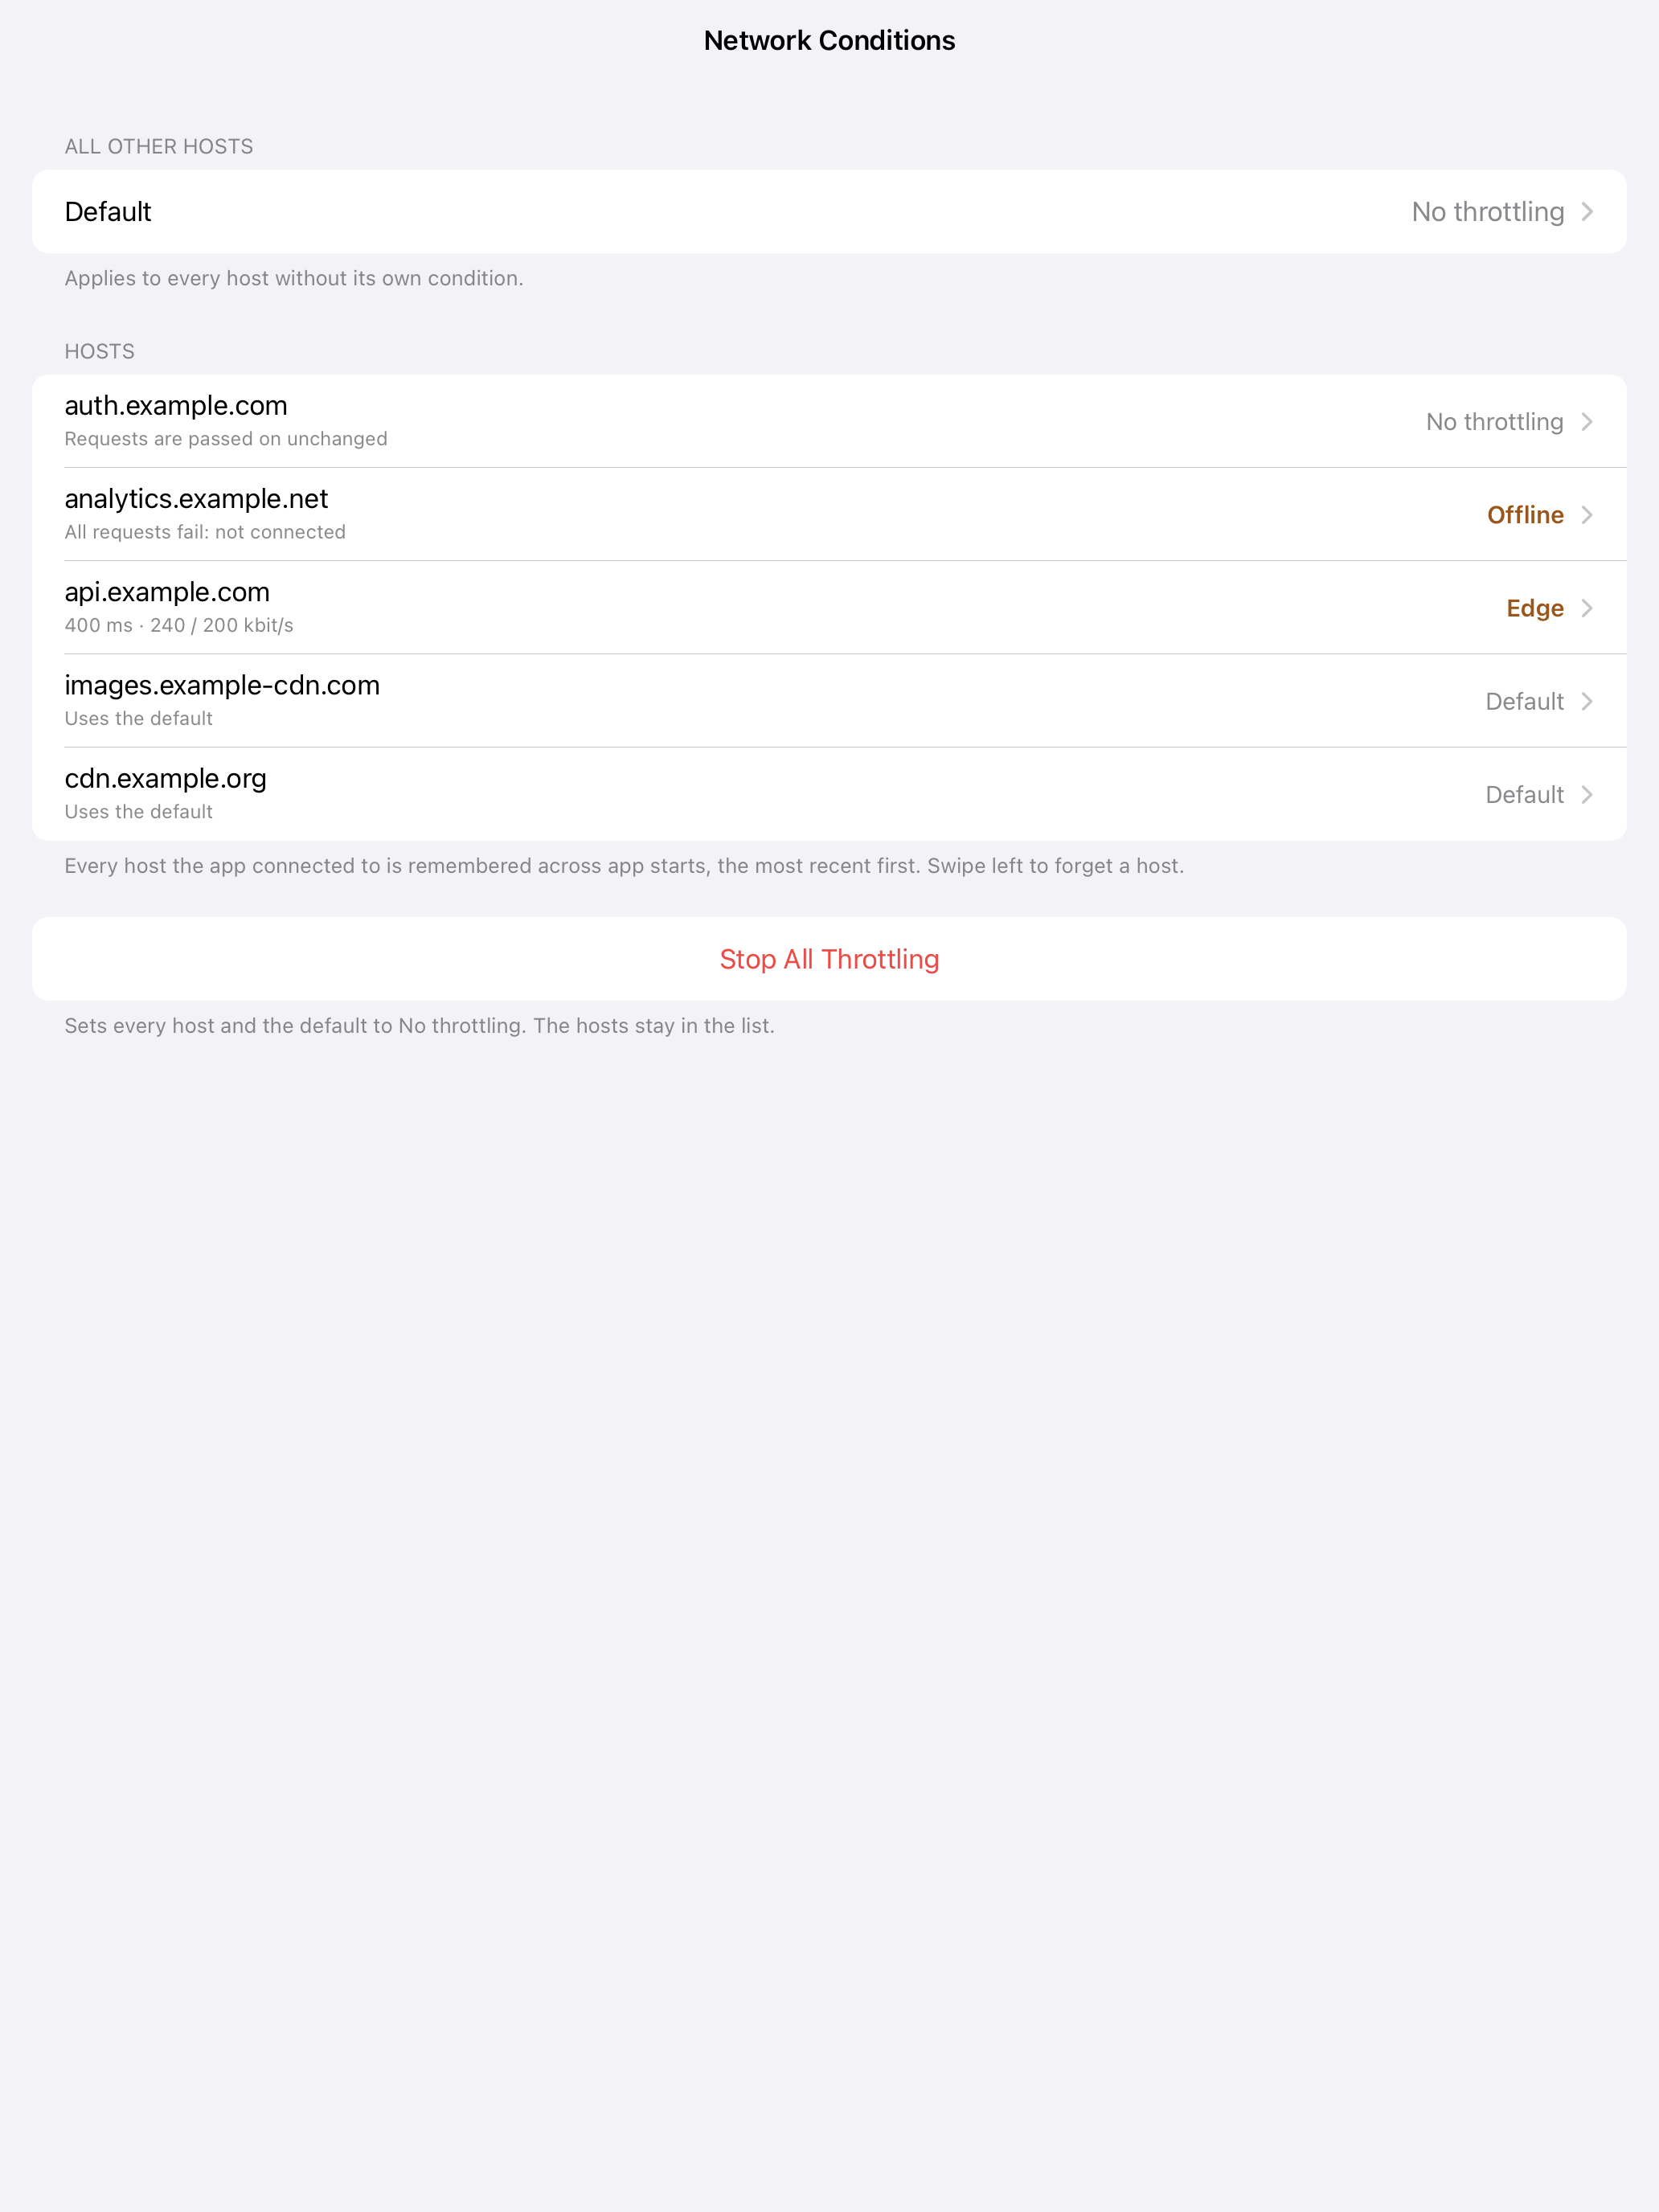 Network Conditions
ALL OTHER HOSTS
Default
No throttling
Applies to every host without its own condition.
HOSTS
auth.example.com
Requests are passed on unchanged
No throttling
analytics.example.net
All requests fail: not connected
Offline
api.example.com
400 ms · 240 / 200 kbit/s
Edge
images.example-cdn.com
Uses the default
Default
cdn.example.org
Uses the default
Default
Every host the app connected to is remembered across app starts, the most recent first. Swipe left to forget a host.
Stop All Throttling
Sets every host and the default to No throttling. The hosts stay in the list.